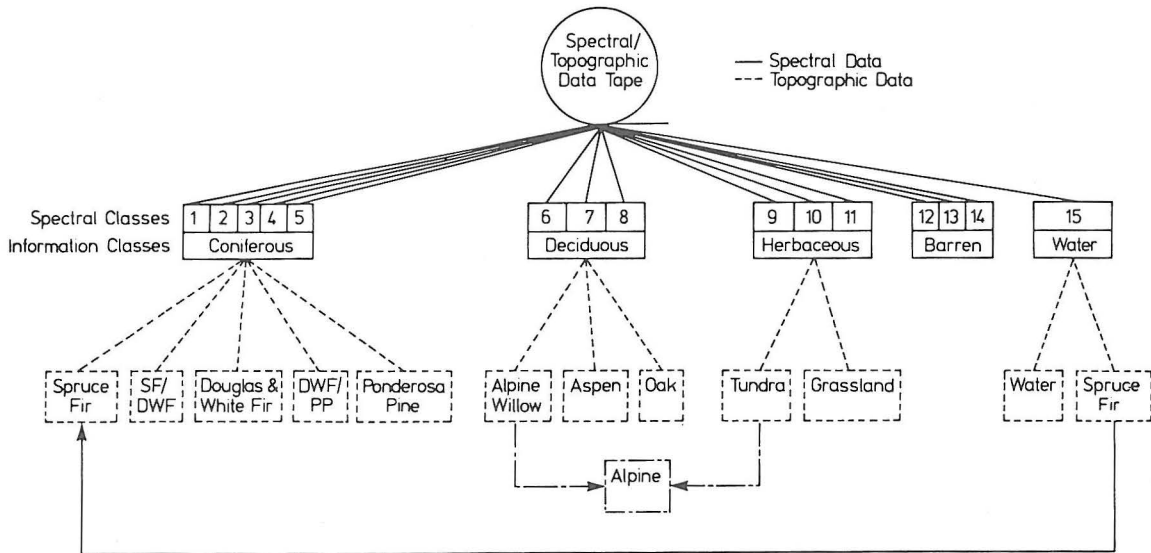 Spectral/
Topographic
Data Tape
Spectral Data
Topographic Data
Spectral Classes 1 2 3 4 5 6 7 8 9 10 11 12 13 14 15
Information Classes Coniferous Deciduous Herbaceous Barren Water
Spruce SF/ Douglas & DWF/ Ponderosa Alpine Aspen Oak Tundra Grassland Water Spruce
Fir DWF White Fir PP Pine Willow Fir
Alpine